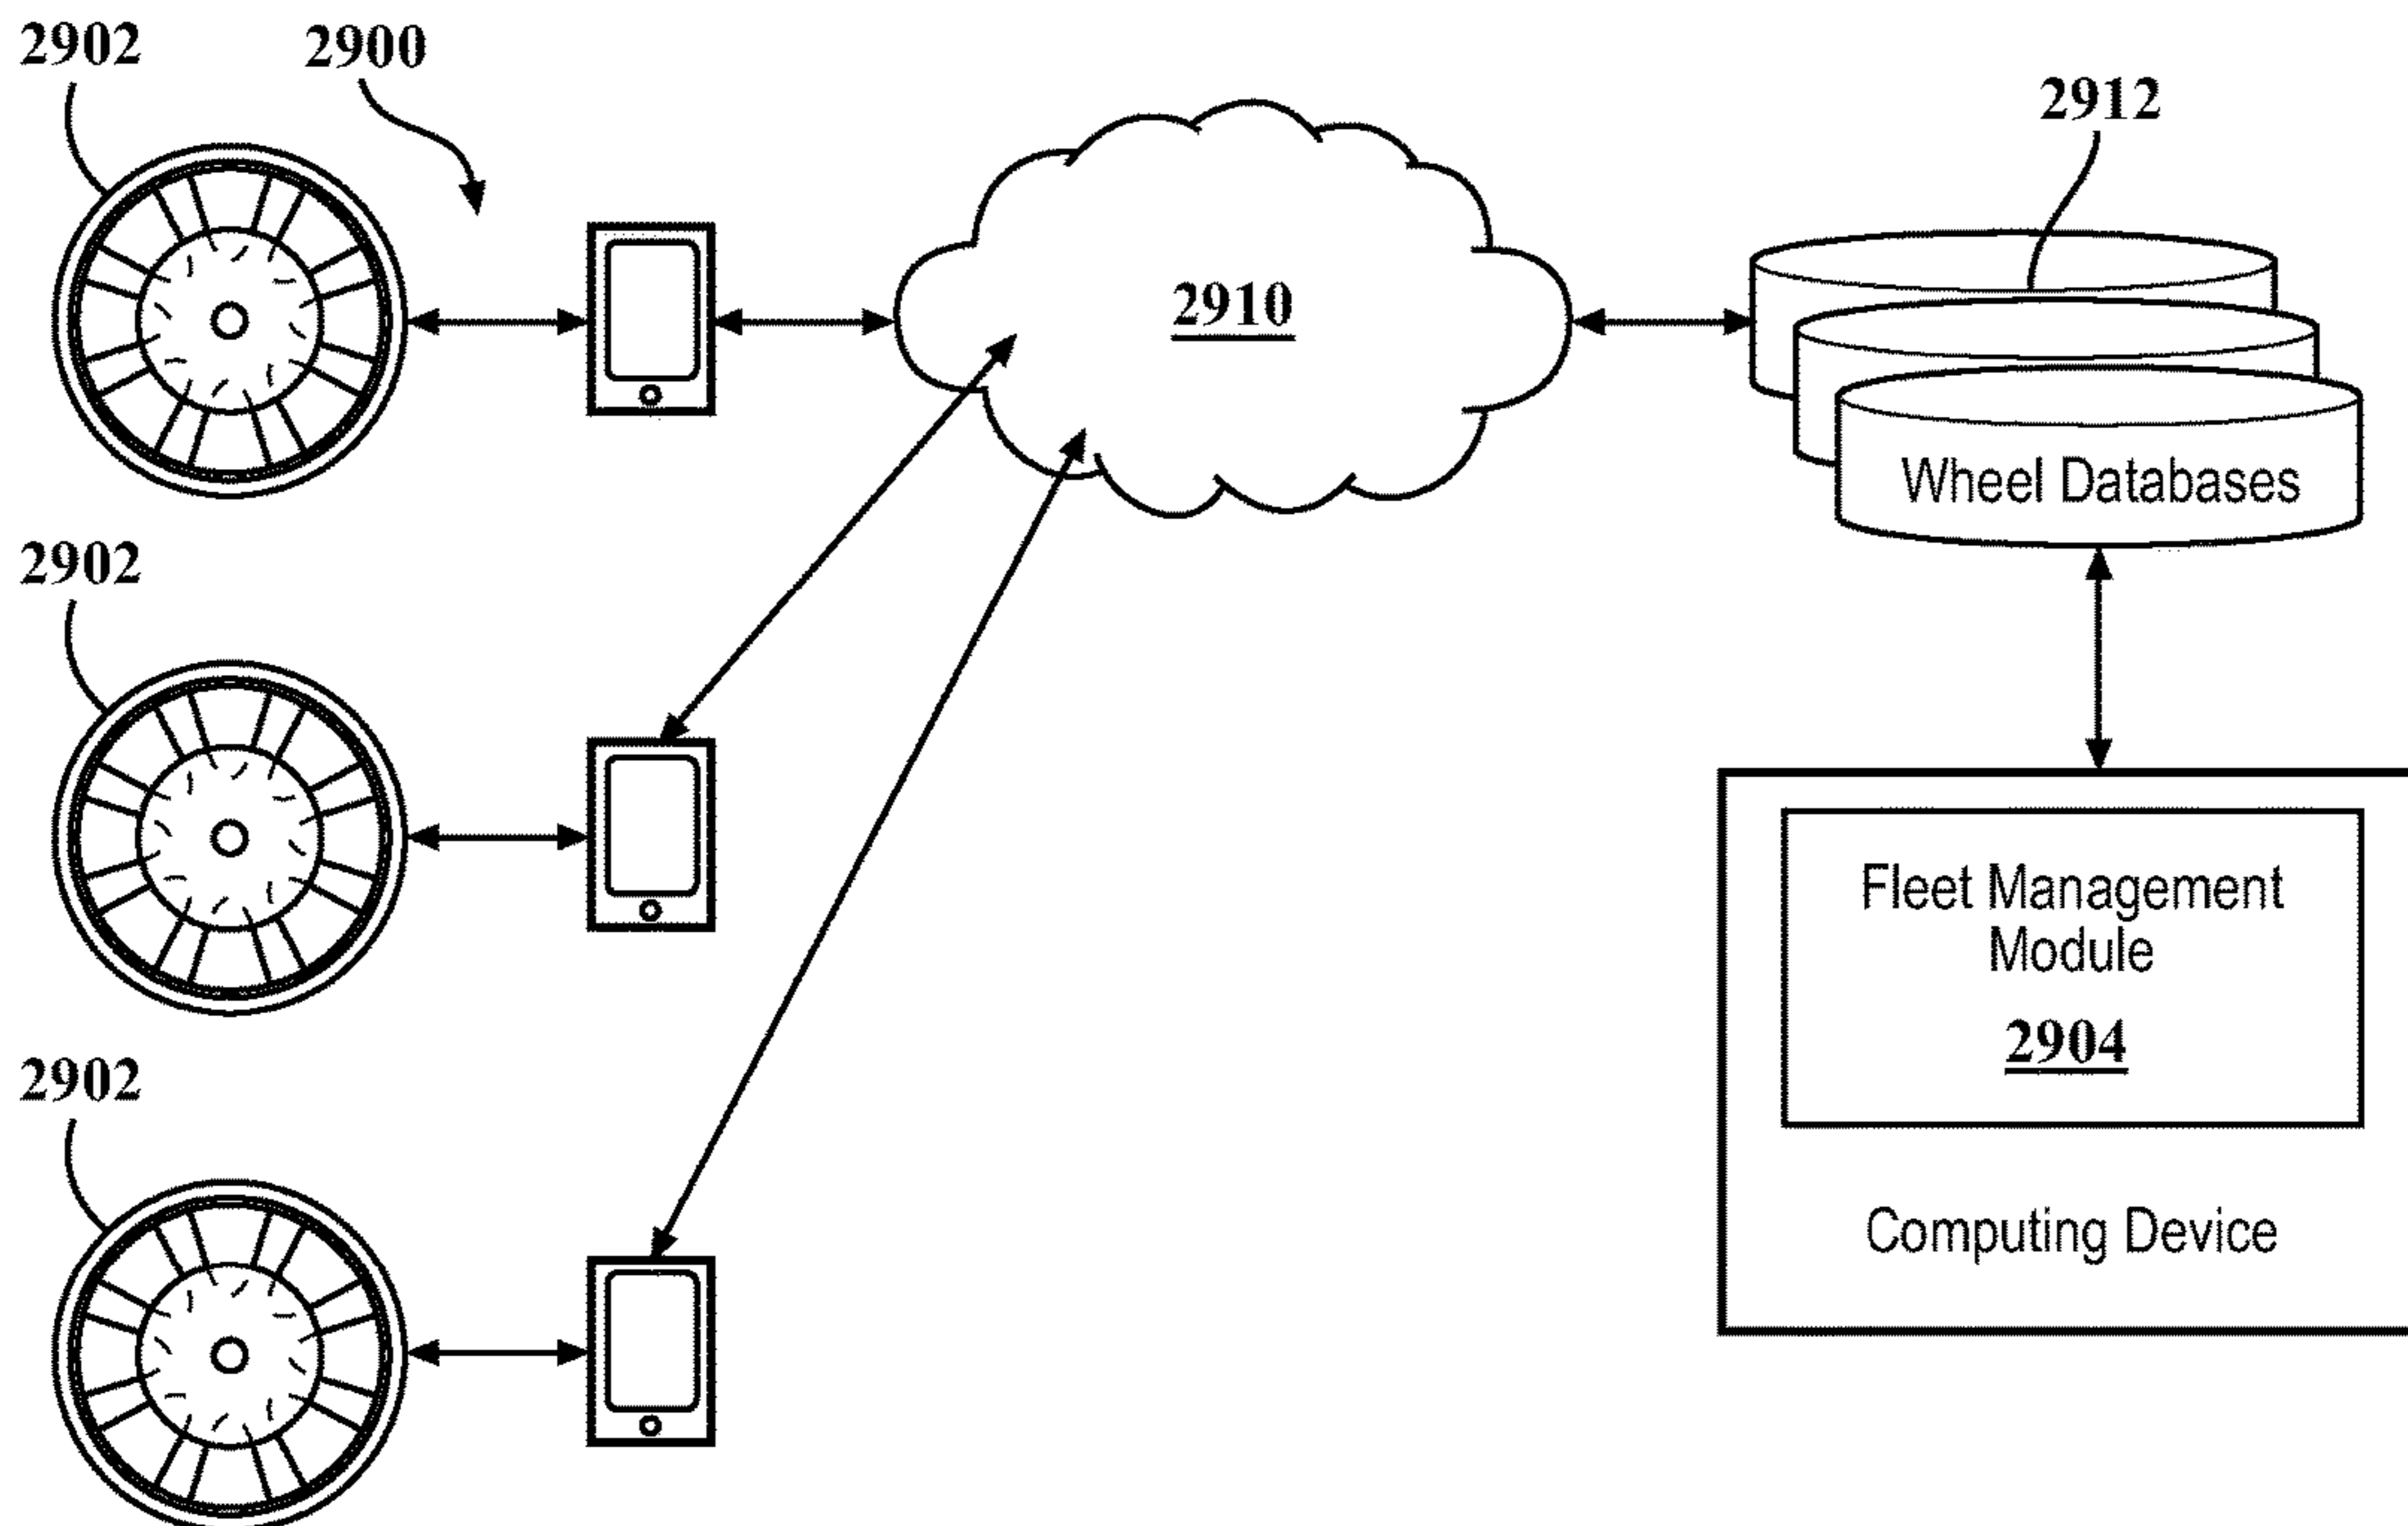 2902
2900
2912
2910
Wheel Databases
2902
Fleet Management
Module
2904
2902
Computing Device